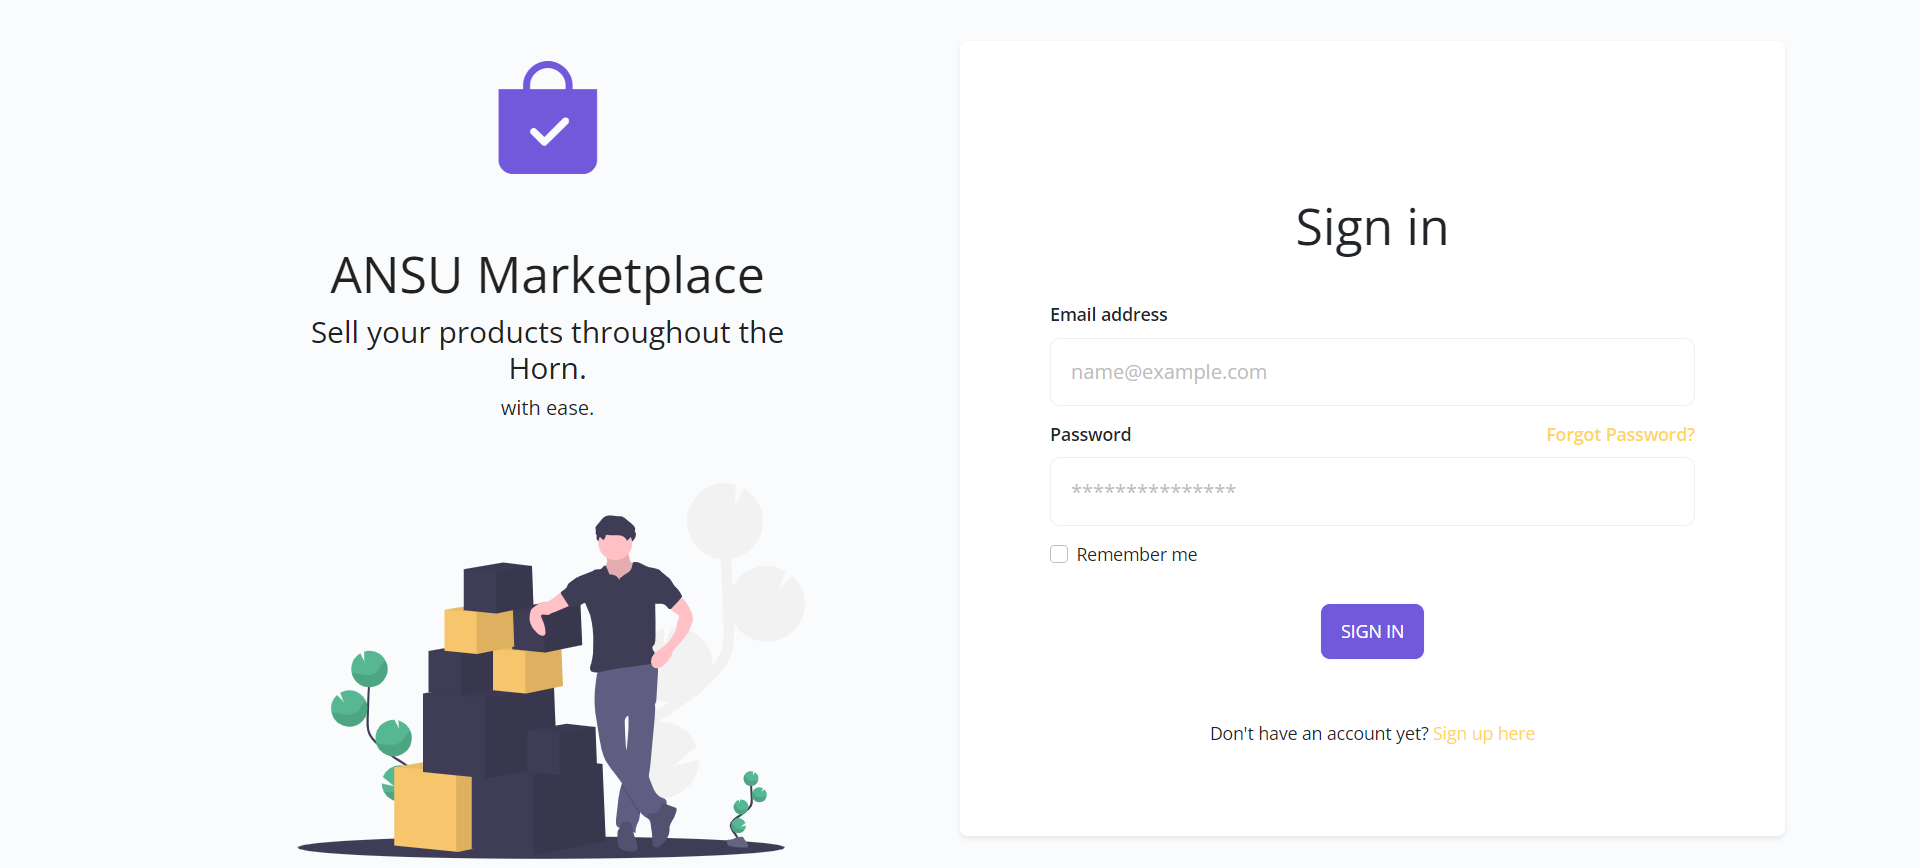 ANSU Marketplace
Sell your products throughout the
Horn.
with ease.
Sign in
Email address
name@example.com
Password
Forgot Password?
***************
Remember me
SIGN IN
Don't have an account yet? Sign up here